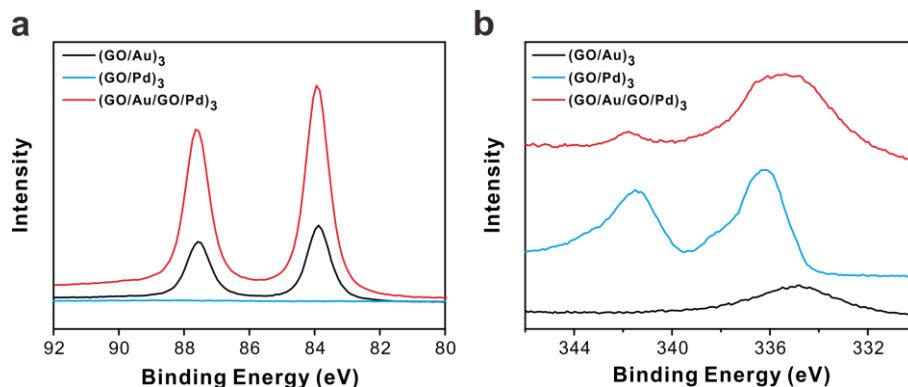 a
(GO/Au)3
(GO/Pd)3
(GO/Au/GO/Pd)3
Intensity
92 90 88 86 84 82 80
Binding Energy (eV)
b
(GO/Au)3
(GO/Pd)3
(GO/Au/GO/Pd)3
Intensity
344 340 336 332
Binding Energy (eV)